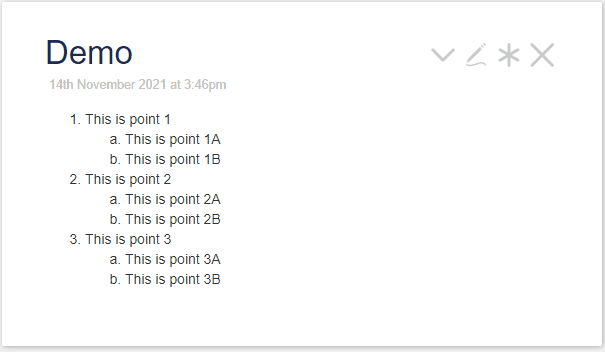 Demo
14th November 2021 at 3:46pm
1. This is point 1
a. This is point 1A
b. This is point 1B
2. This is point 2
a. This is point 2A
b. This is point 2B
3. This is point 3
a. This is point 3A
b. This is point 3B